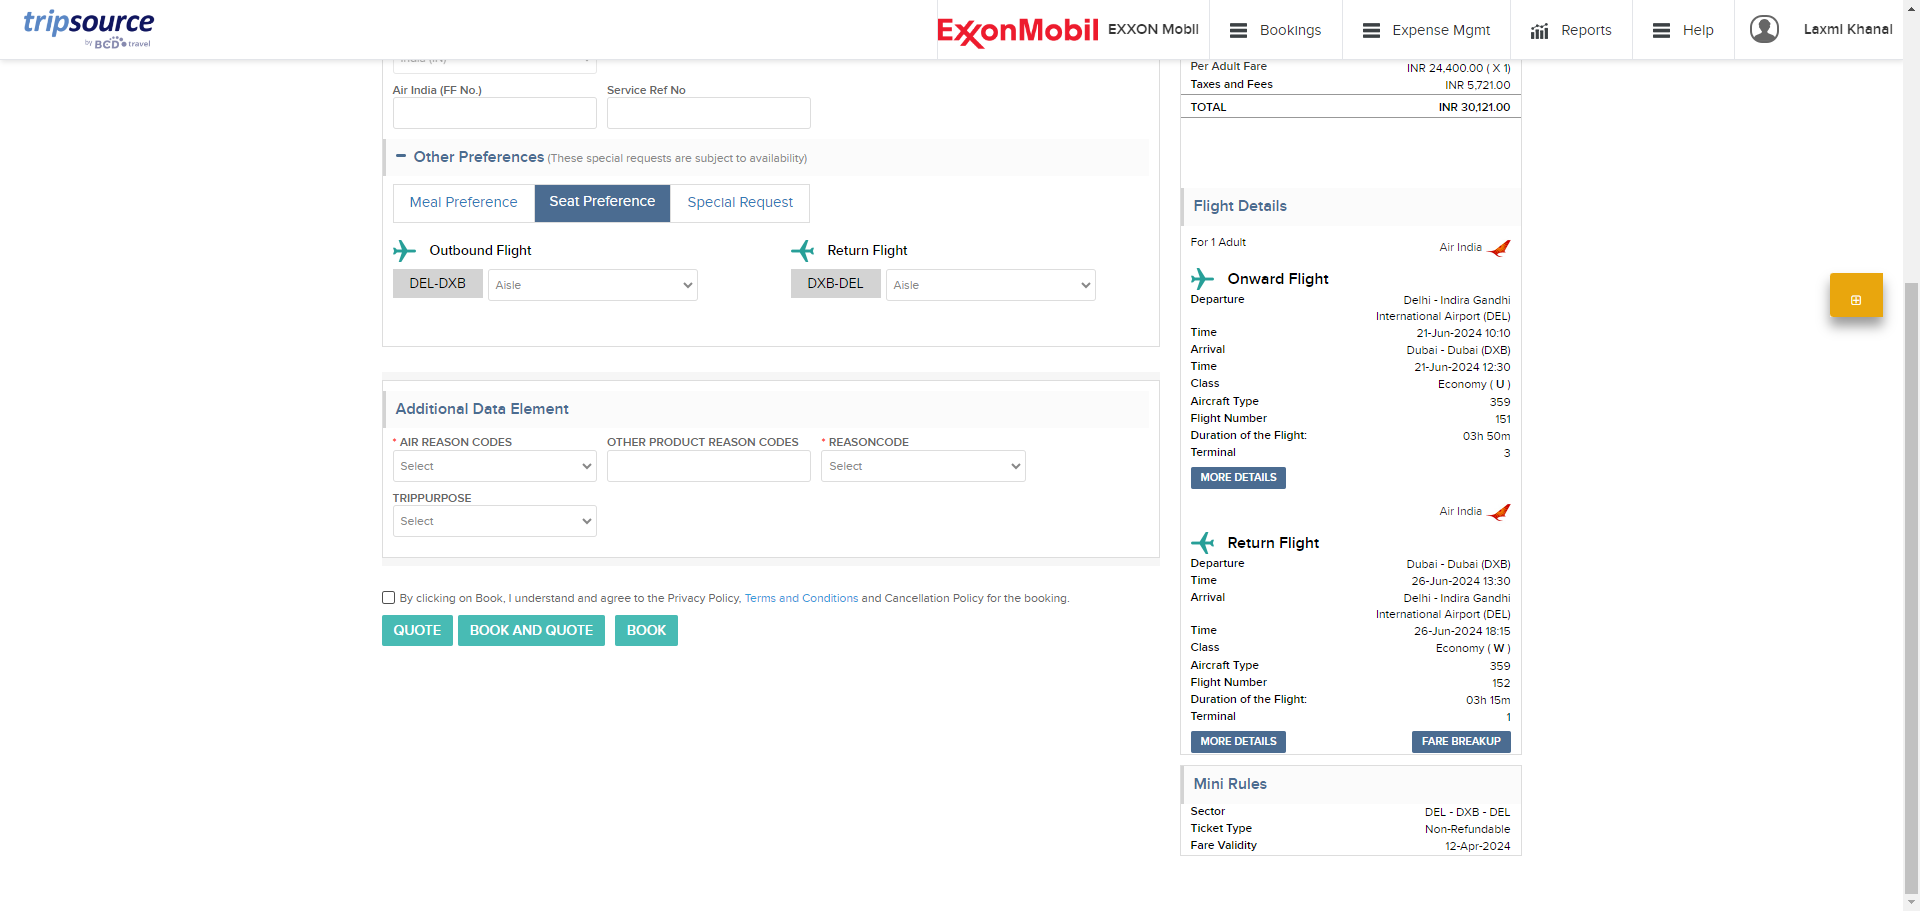 tripsource
by BCD travel
ExxonMobil
EXXON Mobil
Bookings
Expense Mgmt
Reports
Help
Laxmi Khanal
India (IN)
Air India (FF No.)
Service Ref No
Other Preferences (These special requests are subject to availability)
Meal Preference
Seat Preference
Special Request
Outbound Flight
Return Flight
DEL-DXB
Aisle
DXB-DEL
Aisle
Additional Data Element
* AIR REASON CODES
OTHER PRODUCT REASON CODES
* REASONCODE
Select
Select
TRIPPURPOSE
Select
By clicking on Book, I understand and agree to the Privacy Policy, Terms and Conditions and Cancellation Policy for the booking.
QUOTE
BOOK AND QUOTE
BOOK
Per Adult Fare INR 24,400.00 ( X 1)
Taxes and Fees INR 5,721.00
TOTAL INR 30,121.00
Flight Details
For 1 Adult
Air India
Onward Flight
Departure Delhi - Indira Gandhi
International Airport (DEL)
Time 21-Jun-2024 10:10
Arrival Dubai - Dubai (DXB)
Time 21-Jun-2024 12:30
Class Economy ( U )
Aircraft Type 359
Flight Number 151
Duration of the Flight: 03h 50m
Terminal 3
MORE DETAILS
Air India
Return Flight
Departure Dubai - Dubai (DXB)
Time 26-Jun-2024 13:30
Arrival Delhi - Indira Gandhi
International Airport (DEL)
Time 26-Jun-2024 18:15
Class Economy ( W )
Aircraft Type 359
Flight Number 152
Duration of the Flight: 03h 15m
Terminal 1
MORE DETAILS
FARE BREAKUP
Mini Rules
Sector DEL - DXB - DEL
Ticket Type Non-Refundable
Fare Validity 12-Apr-2024